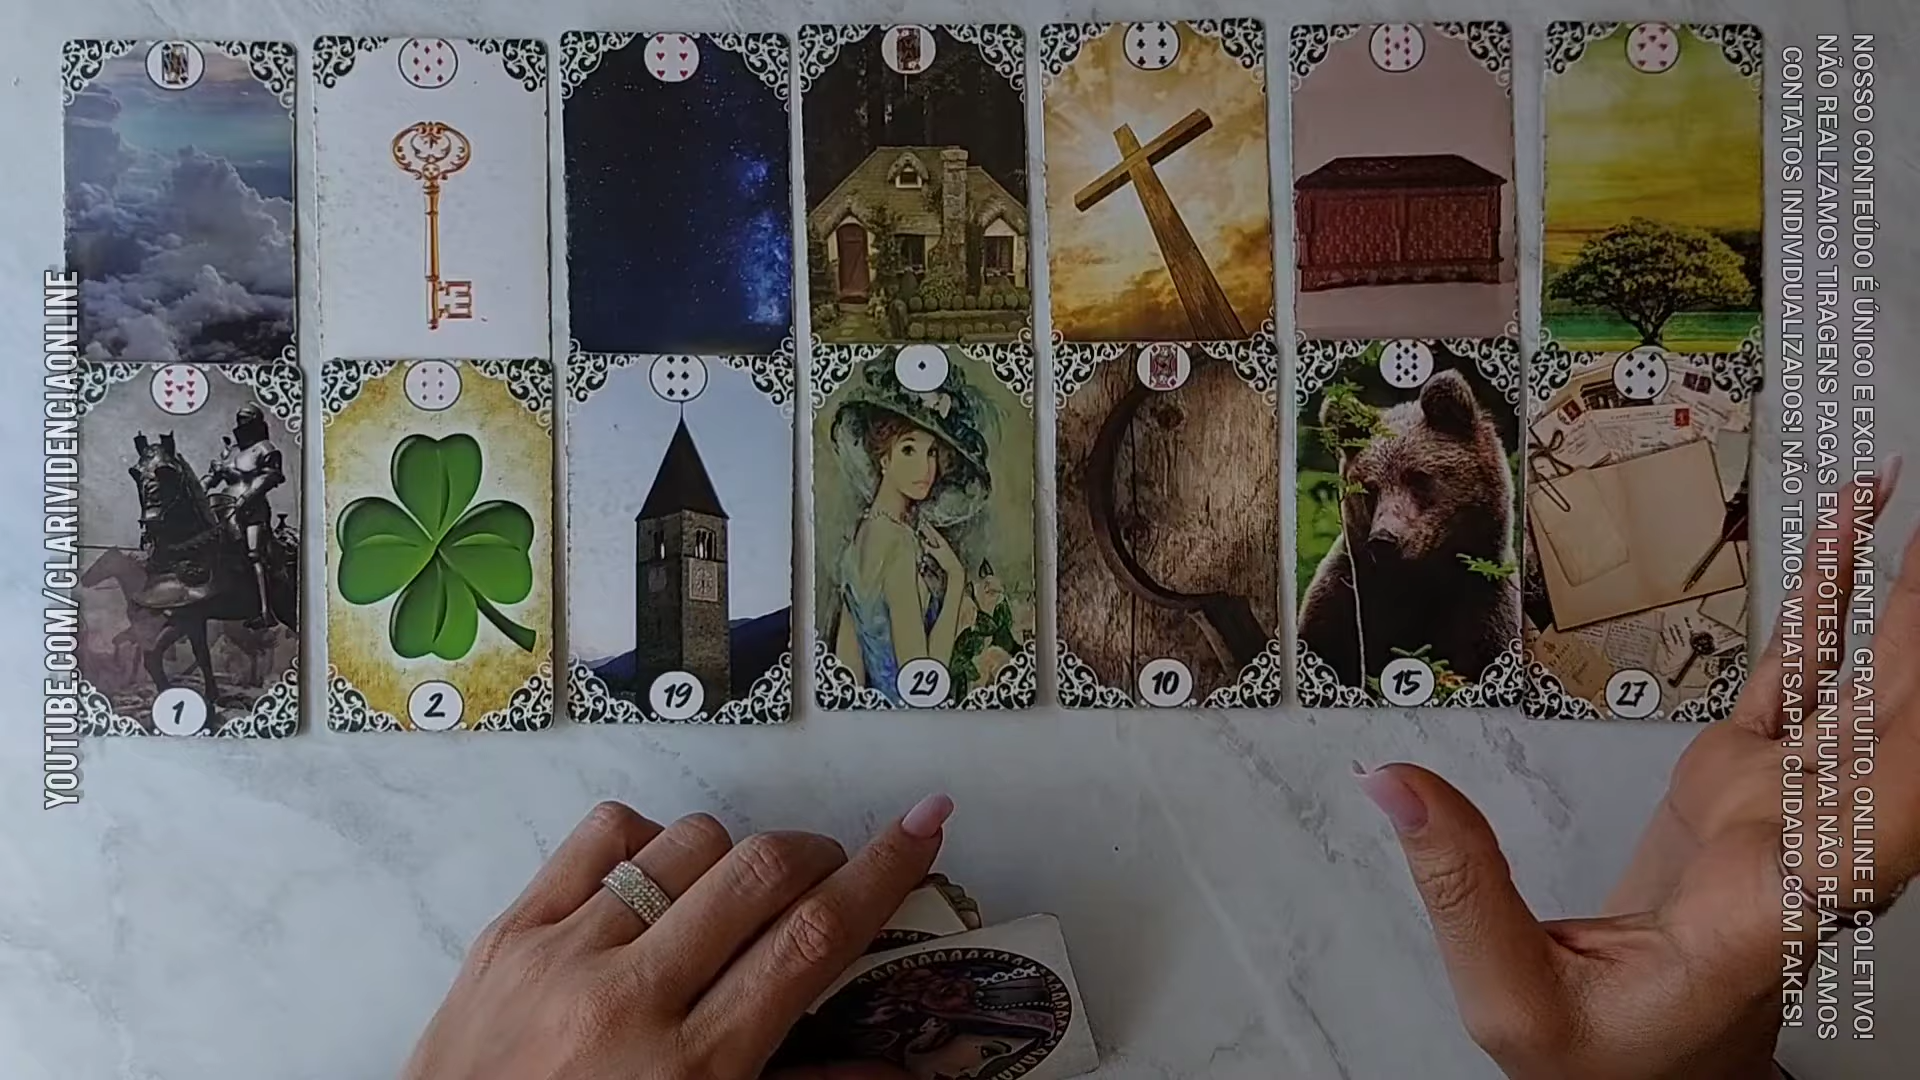 YOUTUBE.COM/CLARIVIDENCIAONLINE
1
2
19
29
10
15
27
NOSSO CONTEÚDO É ÚNICO E EXCLUSIVAMENTE GRATUÍTO, ONLINE E COLETIVO!
NÃO REALIZAMOS TIRAGENS PAGAS EM HIPÓTESE NENHUMA! NÃO REALIZAMOS
CONTATOS INDIVIDUALIZADOS! NÃO TEMOS WHATSAPP! CUIDADO COM FAKES!